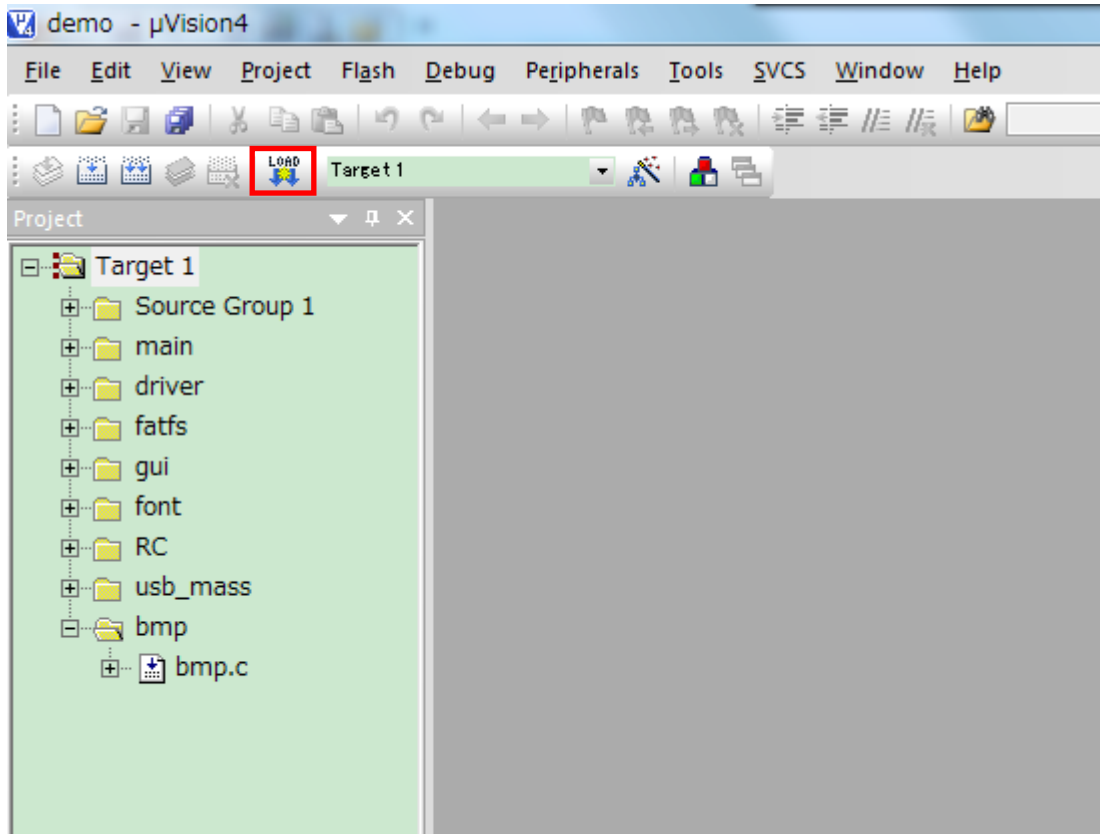 demo - µVision4
File Edit View Project Flash Debug Peripherals Tools SVCS Window Help
LOAD Target 1
Project
Target 1
Source Group 1
main
driver
fatfs
gui
font
RC
usb_mass
bmp
bmp.c